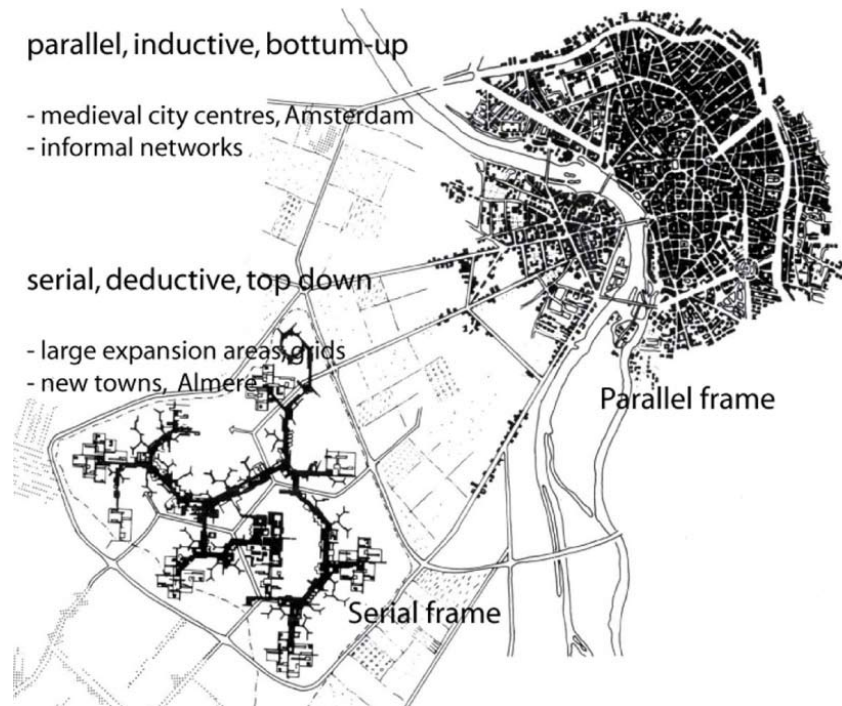 parallel, inductive, bottum-up
- medieval city centres, Amsterdam
- informal networks
serial, deductive, top down
- large expansion areas, grids
- new towns, Almere
Parallel frame
Serial frame